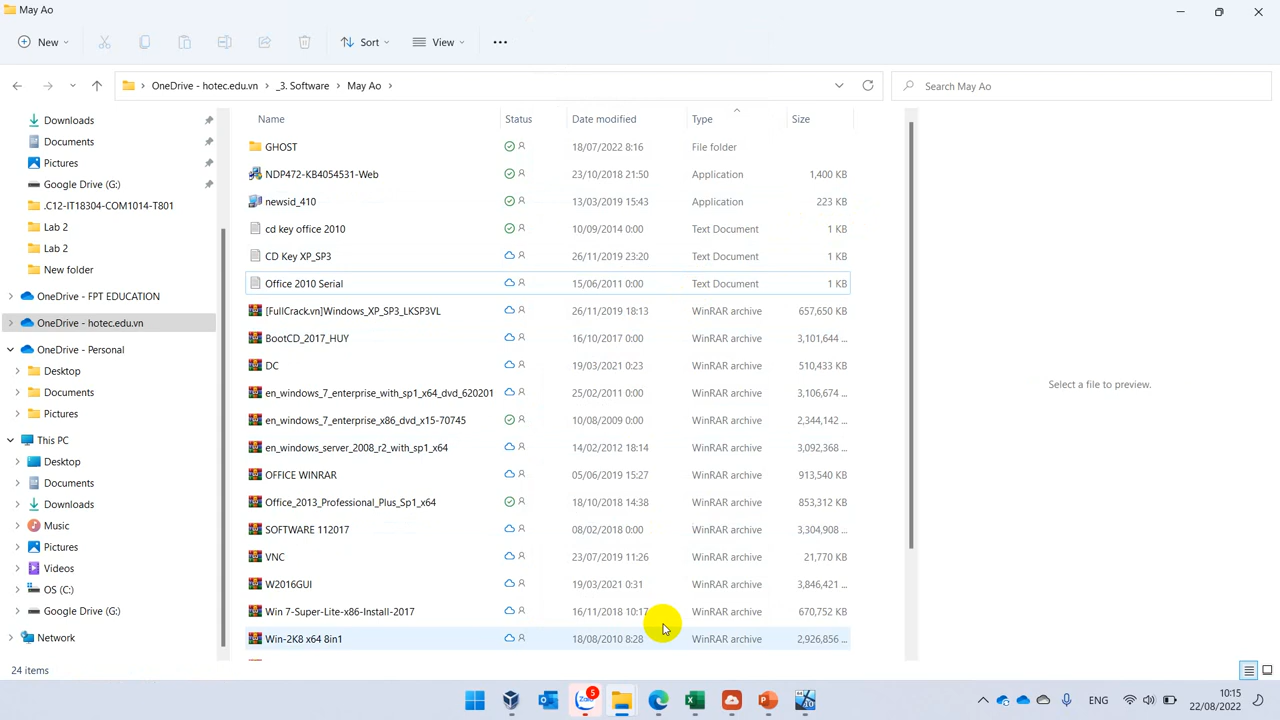 May Ao
New
Sort
View
OneDrive - hotec.edu.vn > _3. Software > May Ao >
Search May Ao
Downloads
Documents
Pictures
Google Drive (G:)
.C12-IT18304-COM1014-T801
Lab 2
Lab 2
New folder
OneDrive - FPT EDUCATION
OneDrive - hotec.edu.vn
OneDrive - Personal
Desktop
Documents
Pictures
This PC
Desktop
Documents
Downloads
Music
Pictures
Videos
OS (C:)
Google Drive (G:)
Network
Name Status Date modified Type Size
GHOST 18/07/2022 8:16 File folder
NDP472-KB4054531-Web 23/10/2018 21:50 Application 1,400 KB
newsid_410 13/03/2019 15:43 Application 223 KB
cd key office 2010 10/09/2014 0:00 Text Document 1 KB
CD Key XP_SP3 26/11/2019 23:20 Text Document 1 KB
Office 2010 Serial 15/06/2011 0:00 Text Document 1 KB
[FullCrack.vn]Windows_XP_SP3_LKSP3VL 26/11/2019 18:13 WinRAR archive 657,650 KB
BootCD_2017_HUY 16/10/2017 0:00 WinRAR archive 3,101,644 ...
DC 19/03/2021 0:23 WinRAR archive 510,433 KB
en_windows_7_enterprise_with_sp1_x64_dvd_620201 25/02/2011 0:00 WinRAR archive 3,106,674 ...
en_windows_7_enterprise_x86_dvd_x15-70745 10/08/2009 0:00 WinRAR archive 2,344,142 ...
en_windows_server_2008_r2_with_sp1_x64 14/02/2012 18:14 WinRAR archive 3,092,368 ...
OFFICE WINRAR 05/06/2019 15:27 WinRAR archive 913,540 KB
Office_2013_Professional_Plus_Sp1_x64 18/10/2018 14:38 WinRAR archive 853,312 KB
SOFTWARE 112017 08/02/2018 0:00 WinRAR archive 3,304,908 ...
VNC 23/07/2019 11:26 WinRAR archive 21,770 KB
W2016GUI 19/03/2021 0:31 WinRAR archive 3,846,421 ...
Win 7-Super-Lite-x86-Install-2017 16/11/2018 10:17 WinRAR archive 670,752 KB
Win-2K8 x64 8in1 18/08/2010 8:28 WinRAR archive 2,926,856 ...
Select a file to preview.
24 items
Zalo 5
ENG
10:15
22/08/2022